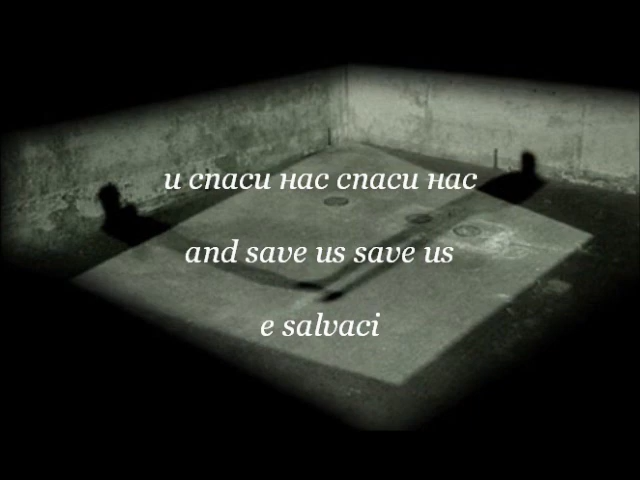 и спаси нас спаси нас
and save us save us
e salvaci